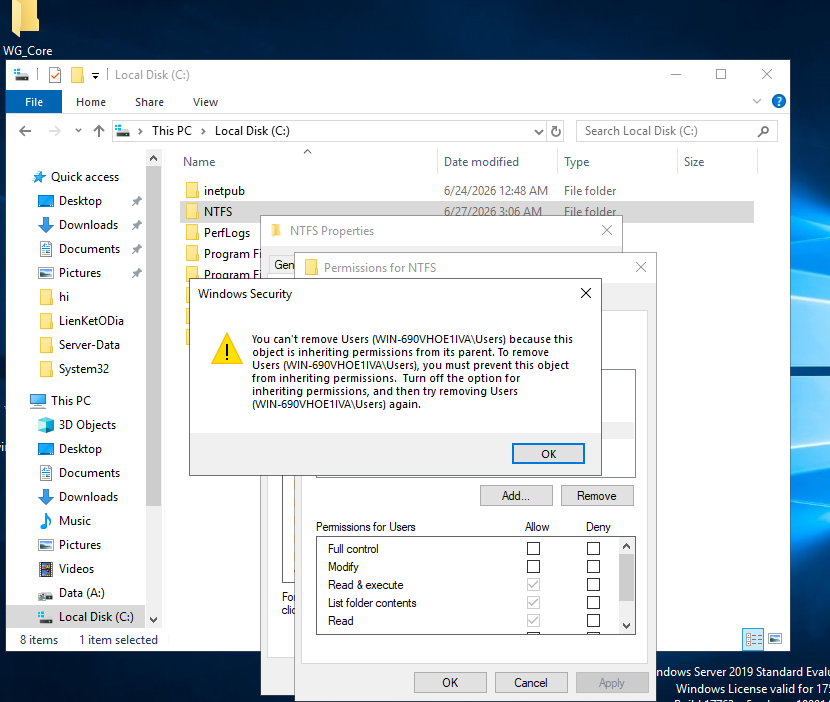 WG_Core
Local Disk (C:)
File Home Share View
This PC Local Disk (C:)
Search Local Disk (C:)
Name Date modified Type Size
Quick access
Desktop
Downloads
Documents
Pictures
hi
LienKetODia
Server-Data
System32
This PC
3D Objects
Desktop
Documents
Downloads
Music
Pictures
Videos
Data (A:)
Local Disk (C:)
inetpub 6/24/2026 12:48 AM File folder
NTFS 6/27/2026 3:06 AM File folder
PerfLogs
Program Fi
Program Fi
8 items 1 item selected
NTFS Properties
Gen
Permissions for NTFS
Windows Security
You can't remove Users (WIN-690VHOE1IVA\Users) because this
object is inheriting permissions from its parent. To remove
Users (WIN-690VHOE1IVA\Users), you must prevent this object
from inheriting permissions. Turn off the option for
inheriting permissions, and then try removing Users
(WIN-690VHOE1IVA\Users) again.
OK
Add... Remove
Permissions for Users Allow Deny
Full control
Modify
Read & execute
List folder contents
Read
For
clic
OK Cancel Apply
ndows Server 2019 Standard Evalu
Windows License valid for 17